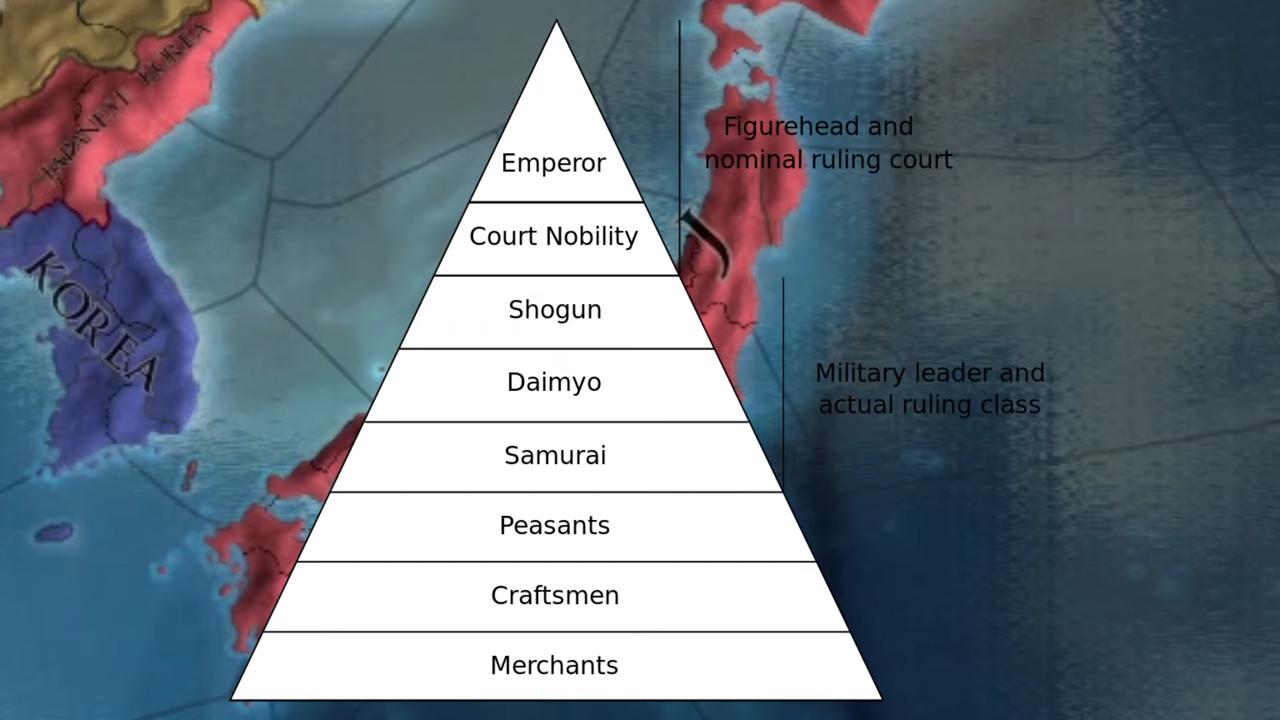 JAPANESE KOREA
Figurehead and
nominal ruling court
Emperor
Court Nobility
J
KOREA
Shogun
Military leader and
actual ruling class
Daimyo
Samurai
Peasants
Craftsmen
Merchants